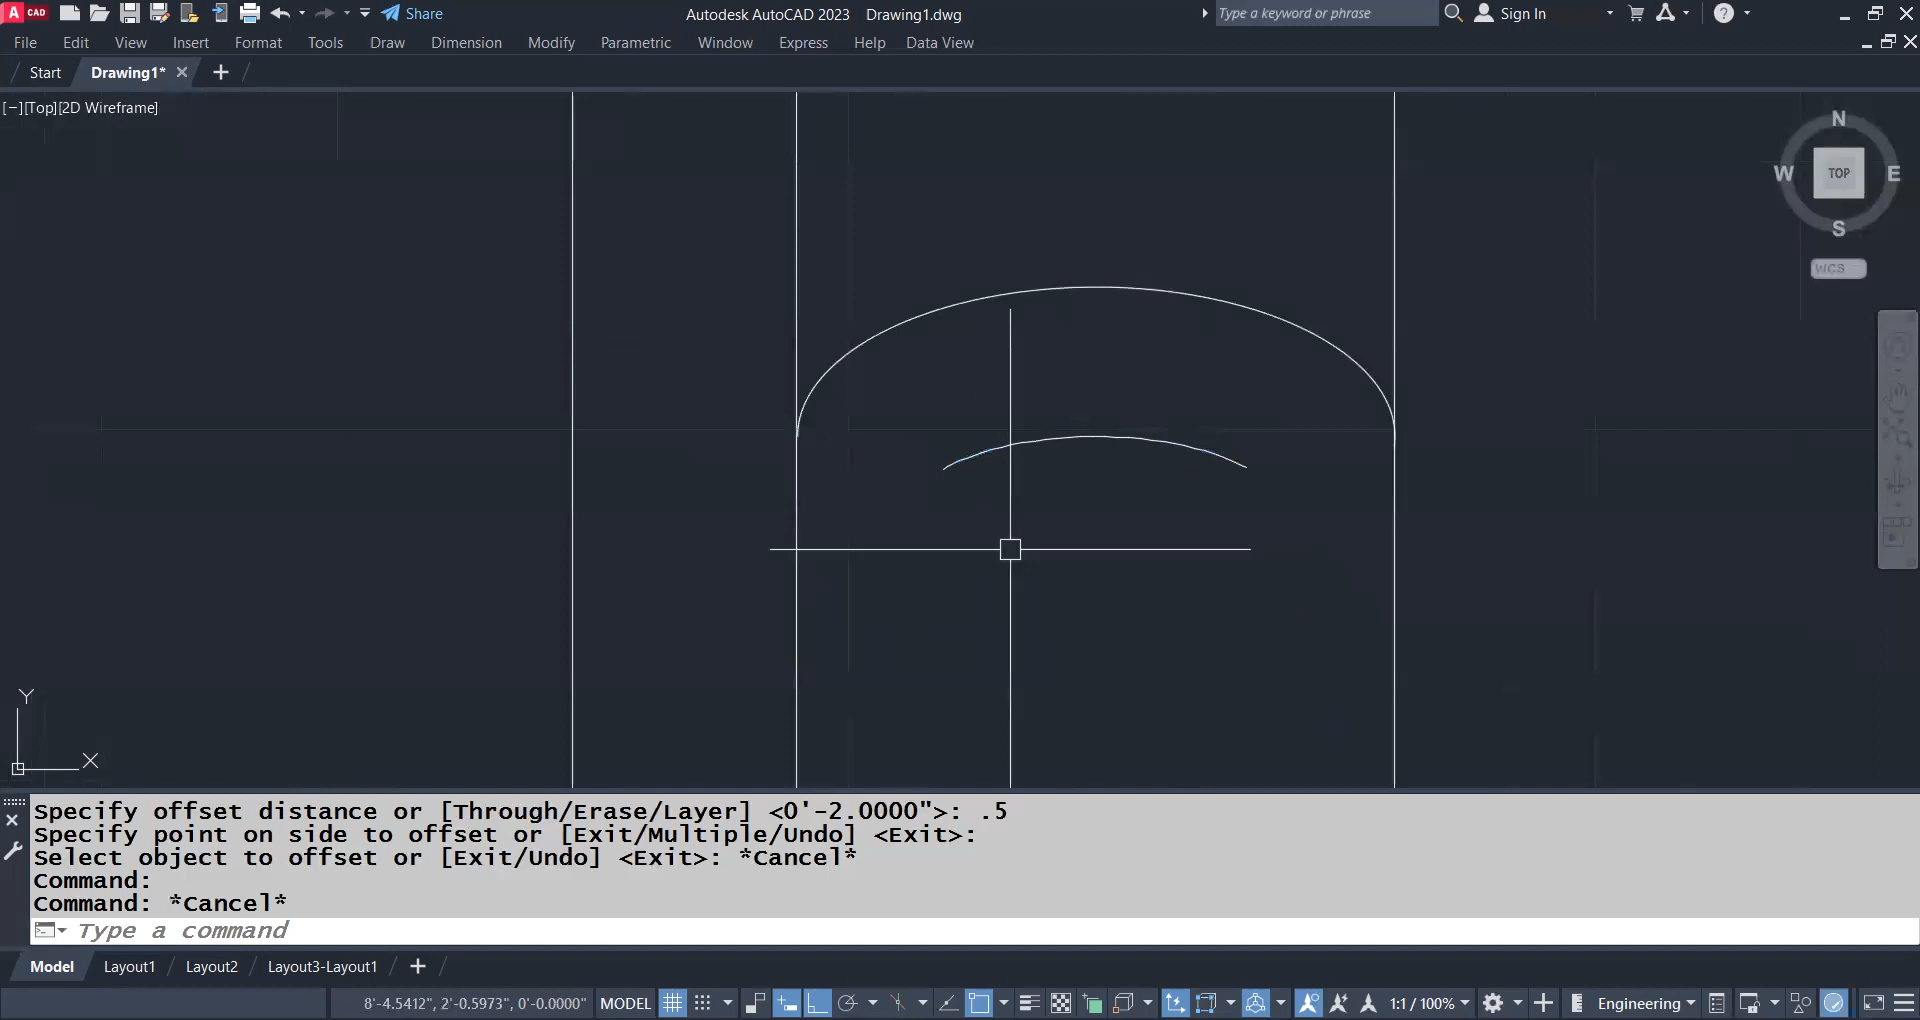 A CAD Share Autodesk AutoCAD 2023 Drawing1.dwg Type a keyword or phrase Sign In ?
File Edit View Insert Format Tools Draw Dimension Modify Parametric Window Express Help Data View
Start Drawing1* +
[−][Top][2D Wireframe]
N
W TOP E
S
WCS
Y
X
Specify offset distance or [Through/Erase/Layer] <0'-2.0000">: .5
Specify point on side to offset or [Exit/Multiple/Undo] <Exit>:
Select object to offset or [Exit/Undo] <Exit>: *Cancel*
Command:
Command: *Cancel*
Type a command
Model Layout1 Layout2 Layout3-Layout1 +
8'-4.5412", 2'-0.5973", 0'-0.0000" MODEL 1:1 / 100% Engineering